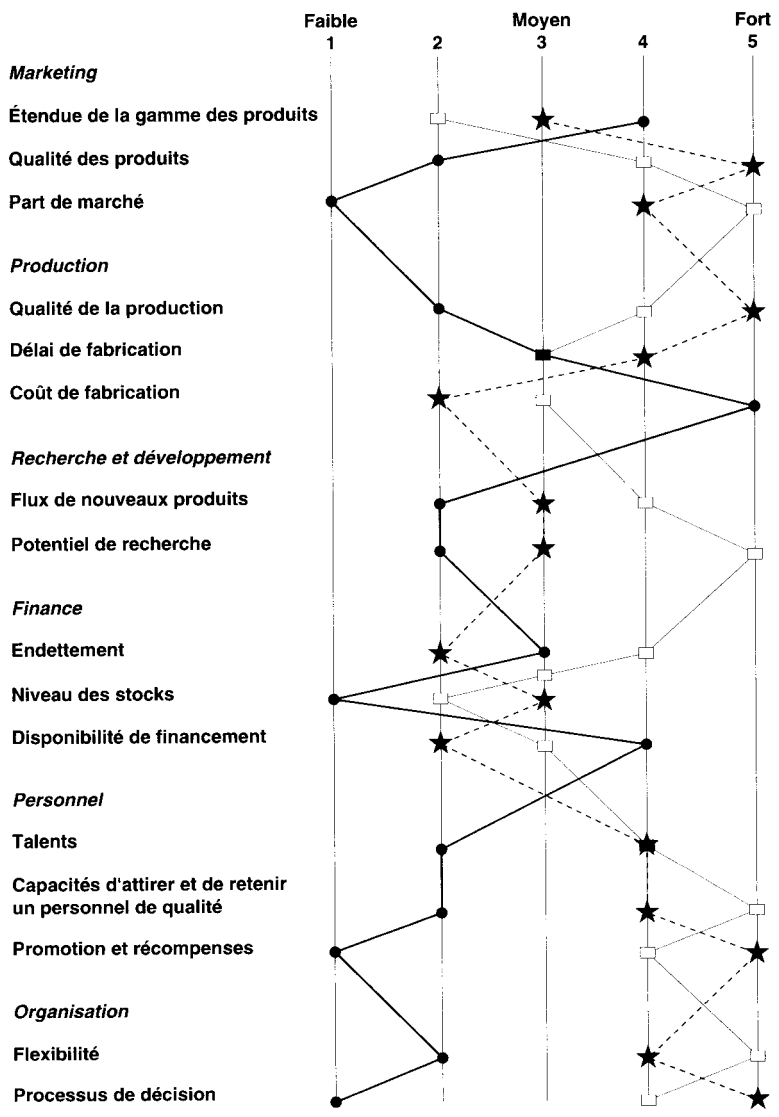 Faible Moyen Fort
1 2 3 4 5
Marketing
Étendue de la gamme des produits
Qualité des produits
Part de marché
Production
Qualité de la production
Délai de fabrication
Coût de fabrication
Recherche et développement
Flux de nouveaux produits
Potentiel de recherche
Finance
Endettement
Niveau des stocks
Disponibilité de financement
Personnel
Talents
Capacités d'attirer et de retenir
un personnel de qualité
Promotion et récompenses
Organisation
Flexibilité
Processus de décision